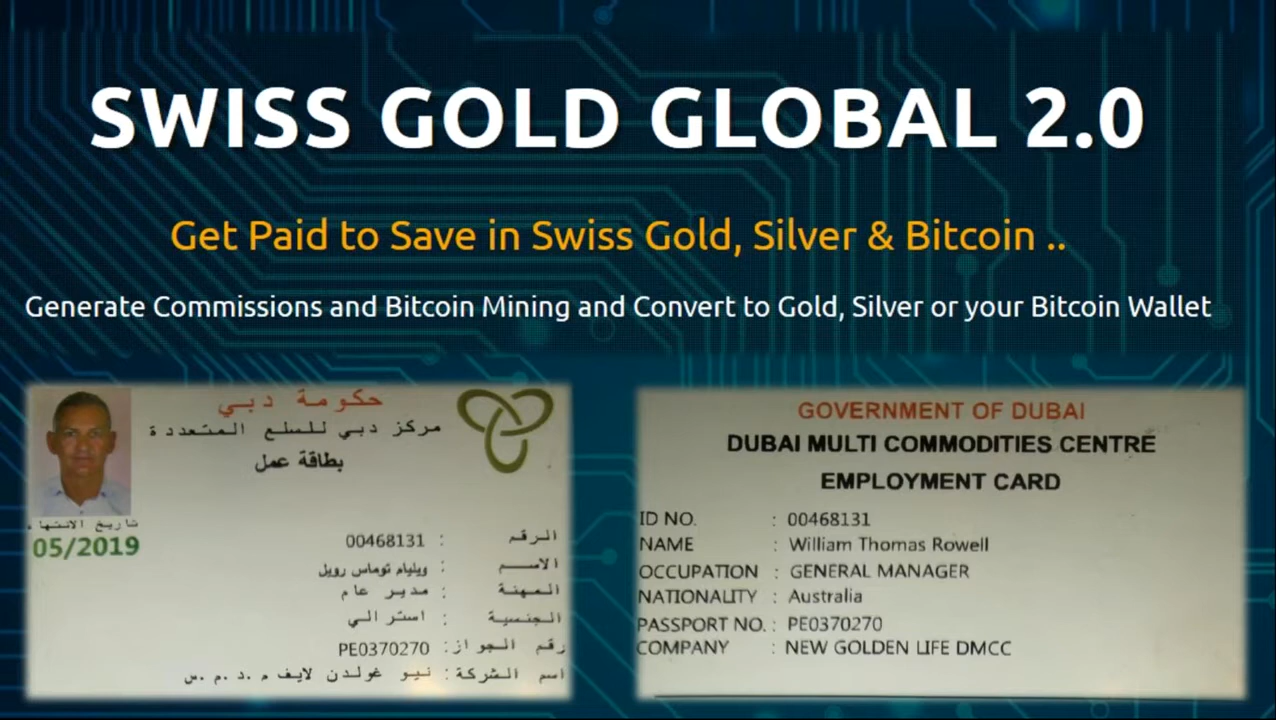 SWISS GOLD GLOBAL 2.0
Get Paid to Save in Swiss Gold, Silver & Bitcoin ..
Generate Commissions and Bitcoin Mining and Convert to Gold, Silver or your Bitcoin Wallet
حكومة دبي
مركز دبي للسلع المتعددة
بطاقة عمل
تاريخ الانتهاء
05/2019
الرقم : 00468131
الاسم : ويليام توماس رويل
المهنة : مدير عام
الجنسية : استرالي
رقم الجواز: PE0370270
اسم الشركة: نيو غولدن لايف م.د.م.س
GOVERNMENT OF DUBAI
DUBAI MULTI COMMODITIES CENTRE
EMPLOYMENT CARD
ID NO. : 00468131
NAME : William Thomas Rowell
OCCUPATION : GENERAL MANAGER
NATIONALITY : Australia
PASSPORT NO. : PE0370270
COMPANY : NEW GOLDEN LIFE DMCC